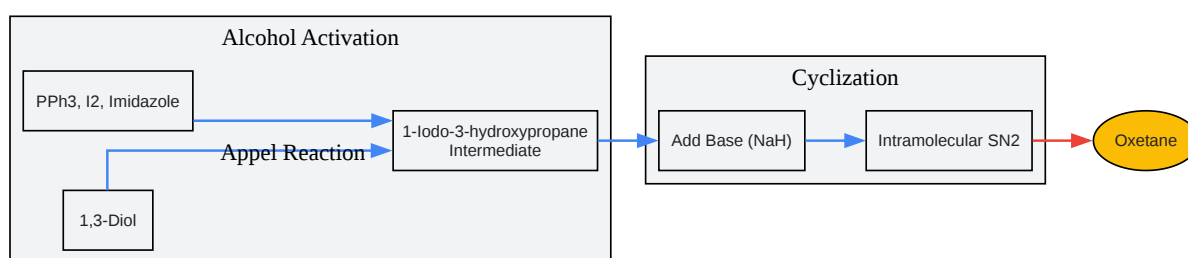 Alcohol Activation
PPh3, I2, Imidazole
Appel Reaction
1,3-Diol
1-Iodo-3-hydroxypropane
Intermediate
Cyclization
Add Base (NaH)
Intramolecular SN2
Oxetane